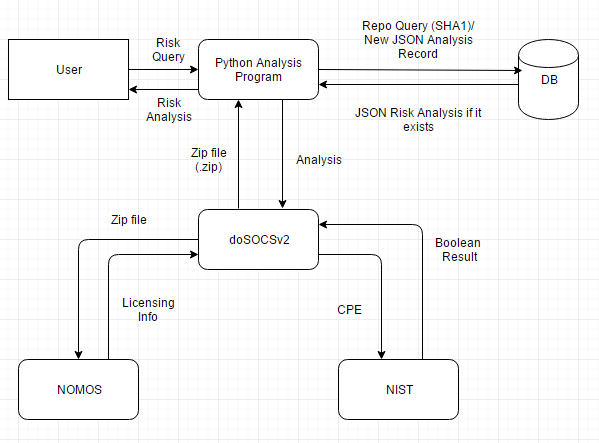 Risk
Query
User
Python Analysis
Program
Repo Query (SHA1)/
New JSON Analysis
Record
DB
Risk
Analysis
JSON Risk Analysis if it
exists
Zip file
(.zip)
Analysis
Zip file
doSOCSv2
Boolean
Result
Licensing
Info
CPE
NOMOS
NIST